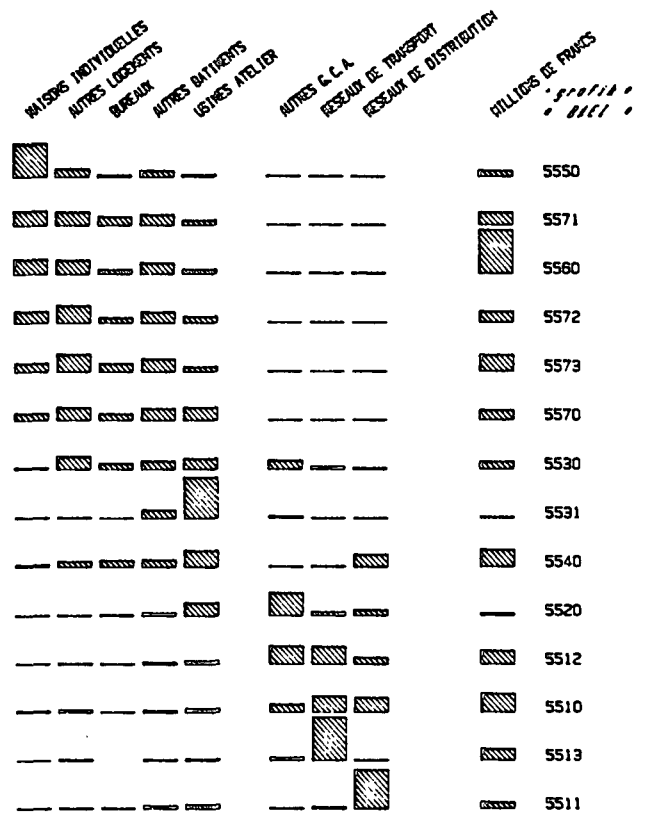 MAISONS INDIVIDUELLES
AUTRES LOGEMENTS
BUREAUX
AUTRES BATIMENTS
USINES ATELIER
AUTRES G.C.A.
RESEAUX DE TRANSPORT
RESEAUX DE DISTRIBUTION
MILLIONS DE FRANCS
5550
5571
5560
5572
5573
5570
5530
5531
5540
5520
5512
5510
5513
5511